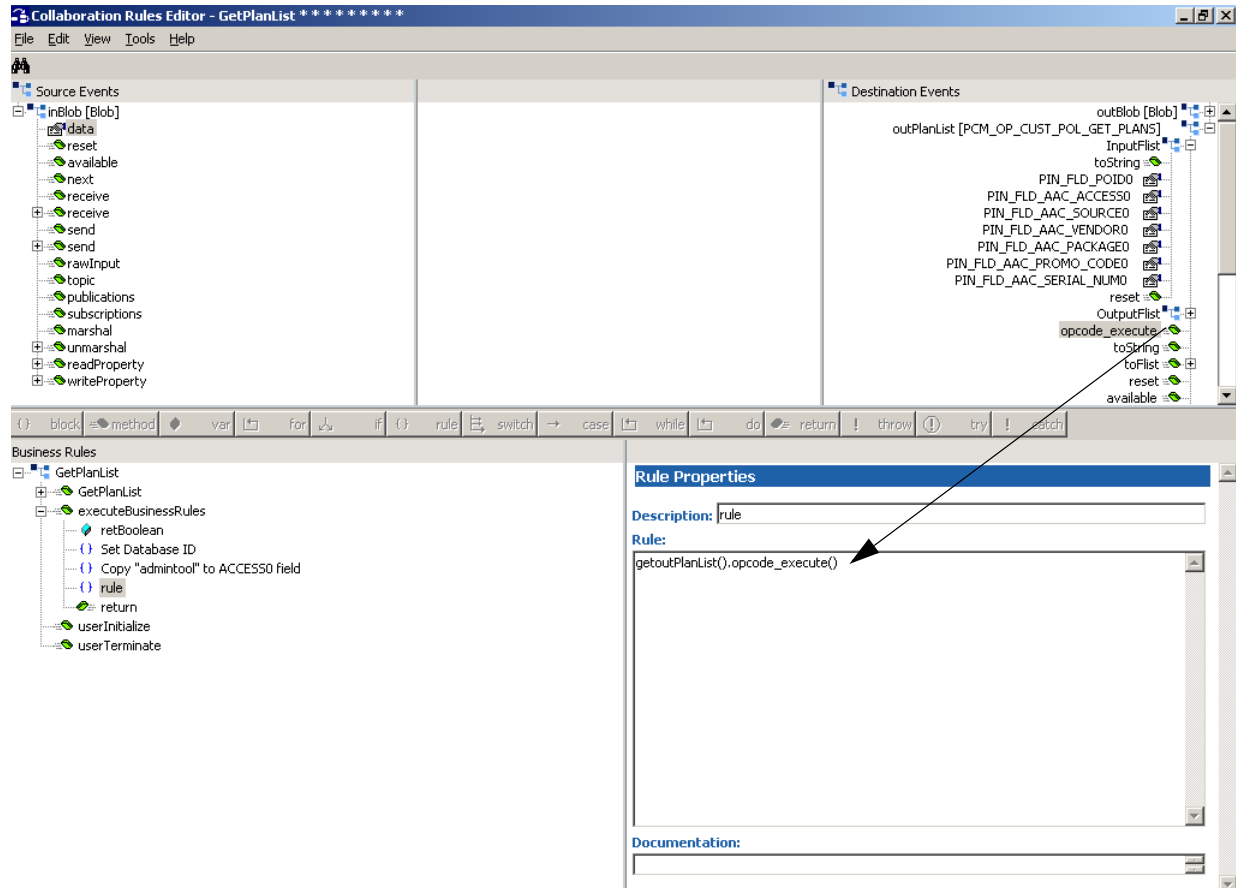 Collaboration Rules Editor - GetPlanList * * * * * * * * *
File Edit View Tools Help
Source Events
Destination Events
inBlob [Blob]
data
reset
available
next
receive
receive
send
send
rawInput
topic
publications
subscriptions
marshal
unmarshal
readProperty
writeProperty
outBlob [Blob]
outPlanList [PCM_OP_CUST_POL_GET_PLANS]
InputFlist
toString
PIN_FLD_POID0
PIN_FLD_AAC_ACCESS0
PIN_FLD_AAC_SOURCE0
PIN_FLD_AAC_VENDOR0
PIN_FLD_AAC_PACKAGE0
PIN_FLD_AAC_PROMO_CODE0
PIN_FLD_AAC_SERIAL_NUM0
reset
OutputFlist
opcode_execute
toString
toFlist
reset
available
{} block method var for if {} rule switch case while do return ! throw try ! catch
Business Rules
GetPlanList
GetPlanList
executeBusinessRules
retBoolean
{} Set Database ID
{} Copy "admintool" to ACCESS0 field
{} rule
return
userInitialize
userTerminate
Rule Properties
Description: rule
Rule:
getoutPlanList().opcode_execute()
Documentation: